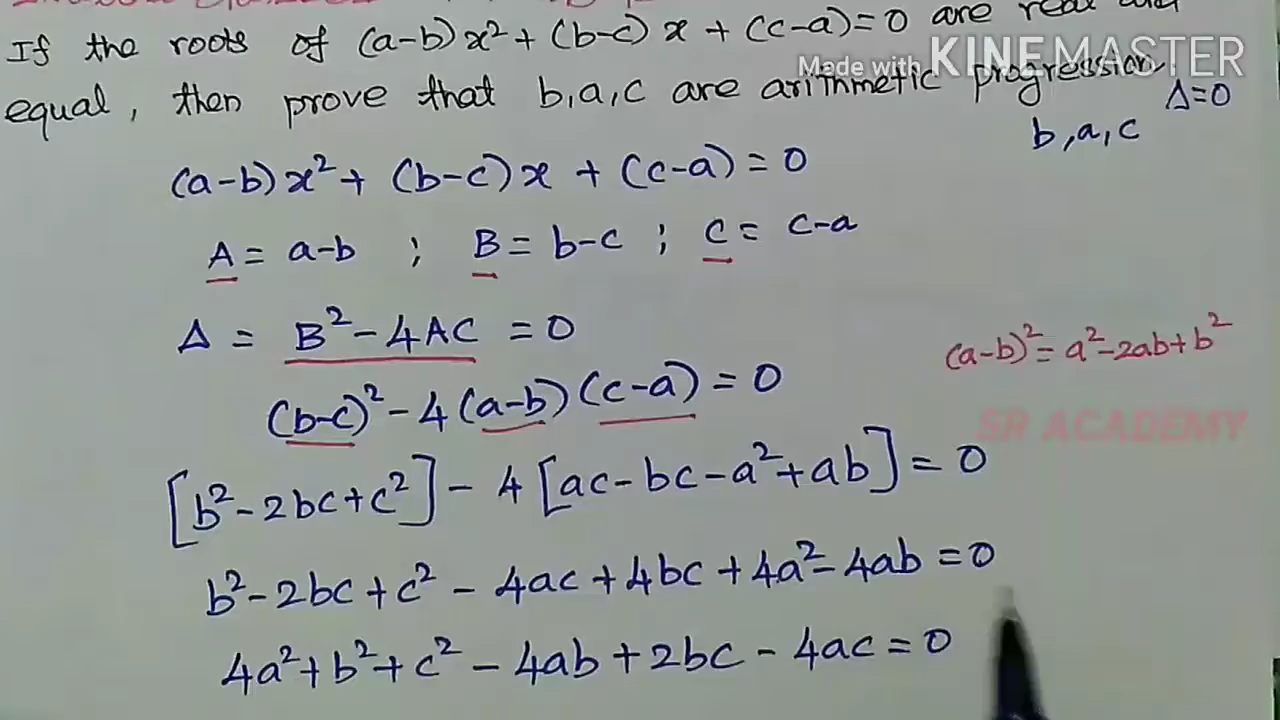 If the roots of (a-b)x²+(b-c)x+(c-a)=0 are real and
Made with KINEMASTER
equal, then prove that b,a,c are arithmetic progression.
Δ=0
b,a,c
(a-b)x²+ (b-c)x + (c-a)=0
A= a-b ; B= b-c ; C= c-a
Δ = B²-4AC =0
(a-b)²=a²-2ab+b²
(b-c)²-4(a-b)(c-a)=0
SR ACADEMY
[b²-2bc+c²]-4[ac-bc-a²+ab]=0
b²-2bc+c²-4ac+4bc+4a²-4ab=0
4a²+b²+c²-4ab+2bc-4ac=0